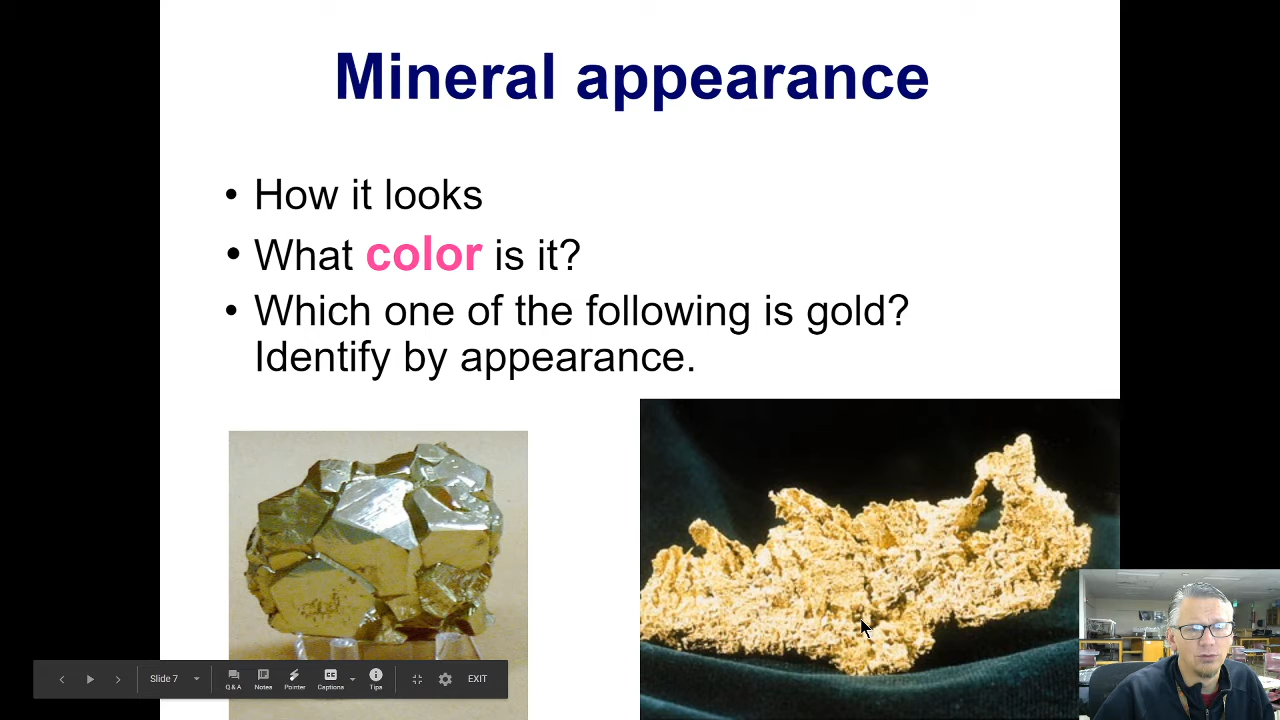 Mineral appearance
• How it looks
• What color is it?
• Which one of the following is gold?
Identify by appearance.
Slide 7
Q&A
Notes
Pointer
Captions
Tips
EXIT